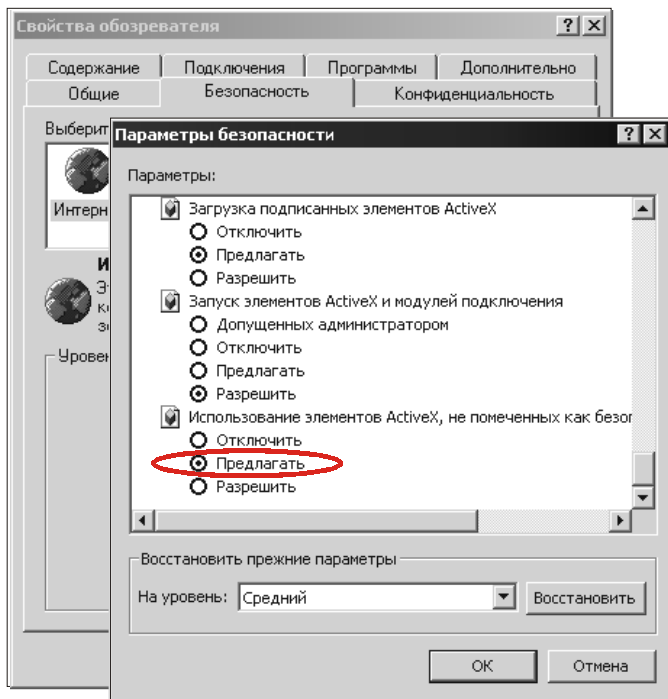 Свойства обозревателя
Содержание Подключения Программы Дополнительно
Общие Безопасность Конфиденциальность
Выберит
Интерн
И
Э
к
з
Уровен
Параметры безопасности
Параметры:
Загрузка подписанных элементов ActiveX
Отключить
Предлагать
Разрешить
Запуск элементов ActiveX и модулей подключения
Допущенных администратором
Отключить
Предлагать
Разрешить
Использование элементов ActiveX, не помеченных как безоп
Отключить
Предлагать
Разрешить
Восстановить прежние параметры
На уровень: Средний Восстановить
OK Отмена